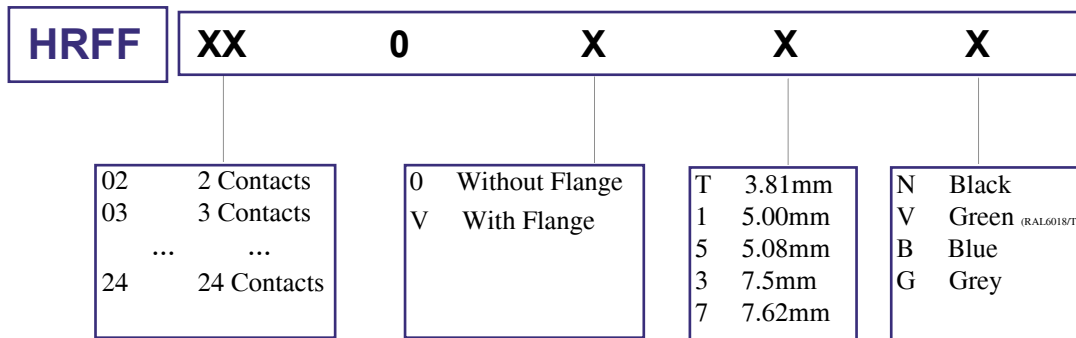 HRFF XX 0 X X X
02 2 Contacts
03 3 Contacts
... ...
24 24 Contacts
0 Without Flange
V With Flange
T 3.81mm
1 5.00mm
5 5.08mm
3 7.5mm
7 7.62mm
N Black
V Green (RAL6018/T
B Blue
G Grey